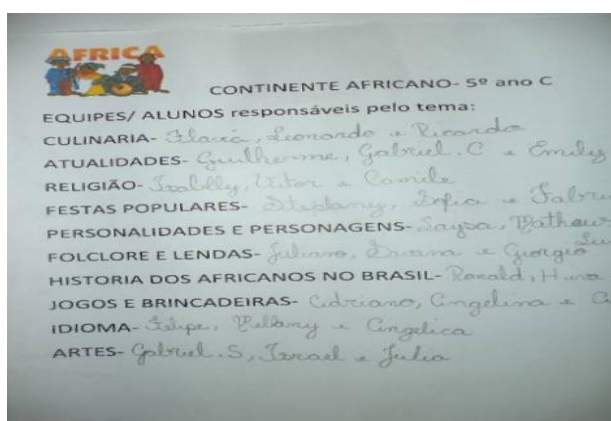 AFRICA
CONTINENTE AFRICANO- 5º ano C
EQUIPES/ ALUNOS responsáveis pelo tema:
CULINARIA- Flavia, Leonardo e Ricardo
ATUALIDADES- Guilherme, Gabriel.C e Emily
RELIGIÃO- Vitor e Camile
FESTAS POPULARES- Stephany, Sofia e
PERSONALIDADES E PERSONAGENS- Laysa,
FOLCLORE E LENDAS- Juliano, e Giorgio
HISTORIA DOS AFRICANOS NO BRASIL- Ronald,
JOGOS E BRINCADEIRAS- Adriano, Angelina e
IDIOMA- Felipe, e Angelica
ARTES- Gabriel.S, Israel e Julia